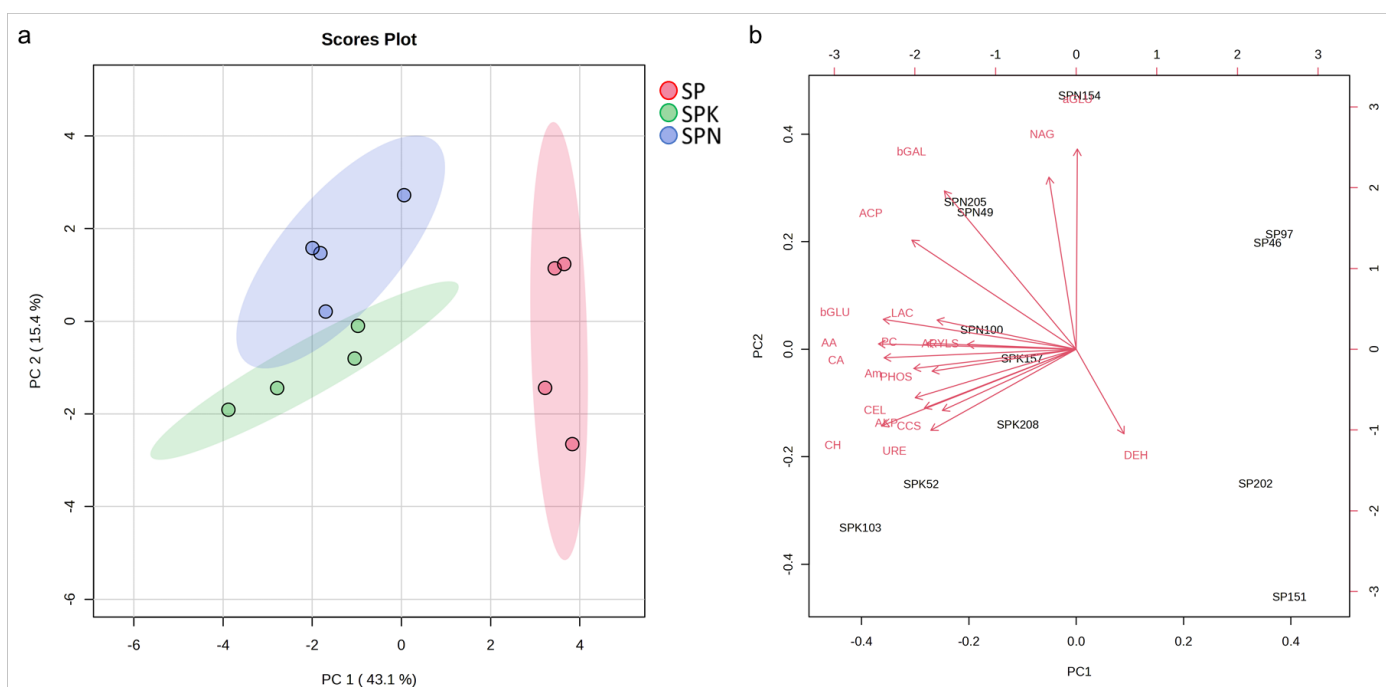 a
Scores Plot
4
2
0
-2
-4
-6
PC 2 ( 15.4 %)
-6 -4 -2 0 2 4
PC 1 ( 43.1 %)
SP
SPK
SPN
b
-3 -2 -1 0 1 2 3
SPN154
aGLU
NAG
bGAL
SPN205
SPN49
ACP
SP97
SP46
bGLU LAC
SPN100
AA PC ARYLS
CA SPK157
Am PHOS
CEL
AKP CCS
SPK208
CH URE DEH
SPK52 SP202
SPK103
SP151
0.4
0.2
0.0
-0.2
-0.4
PC2
3
2
1
0
-1
-2
-3
-0.4 -0.2 0.0 0.2 0.4
PC1